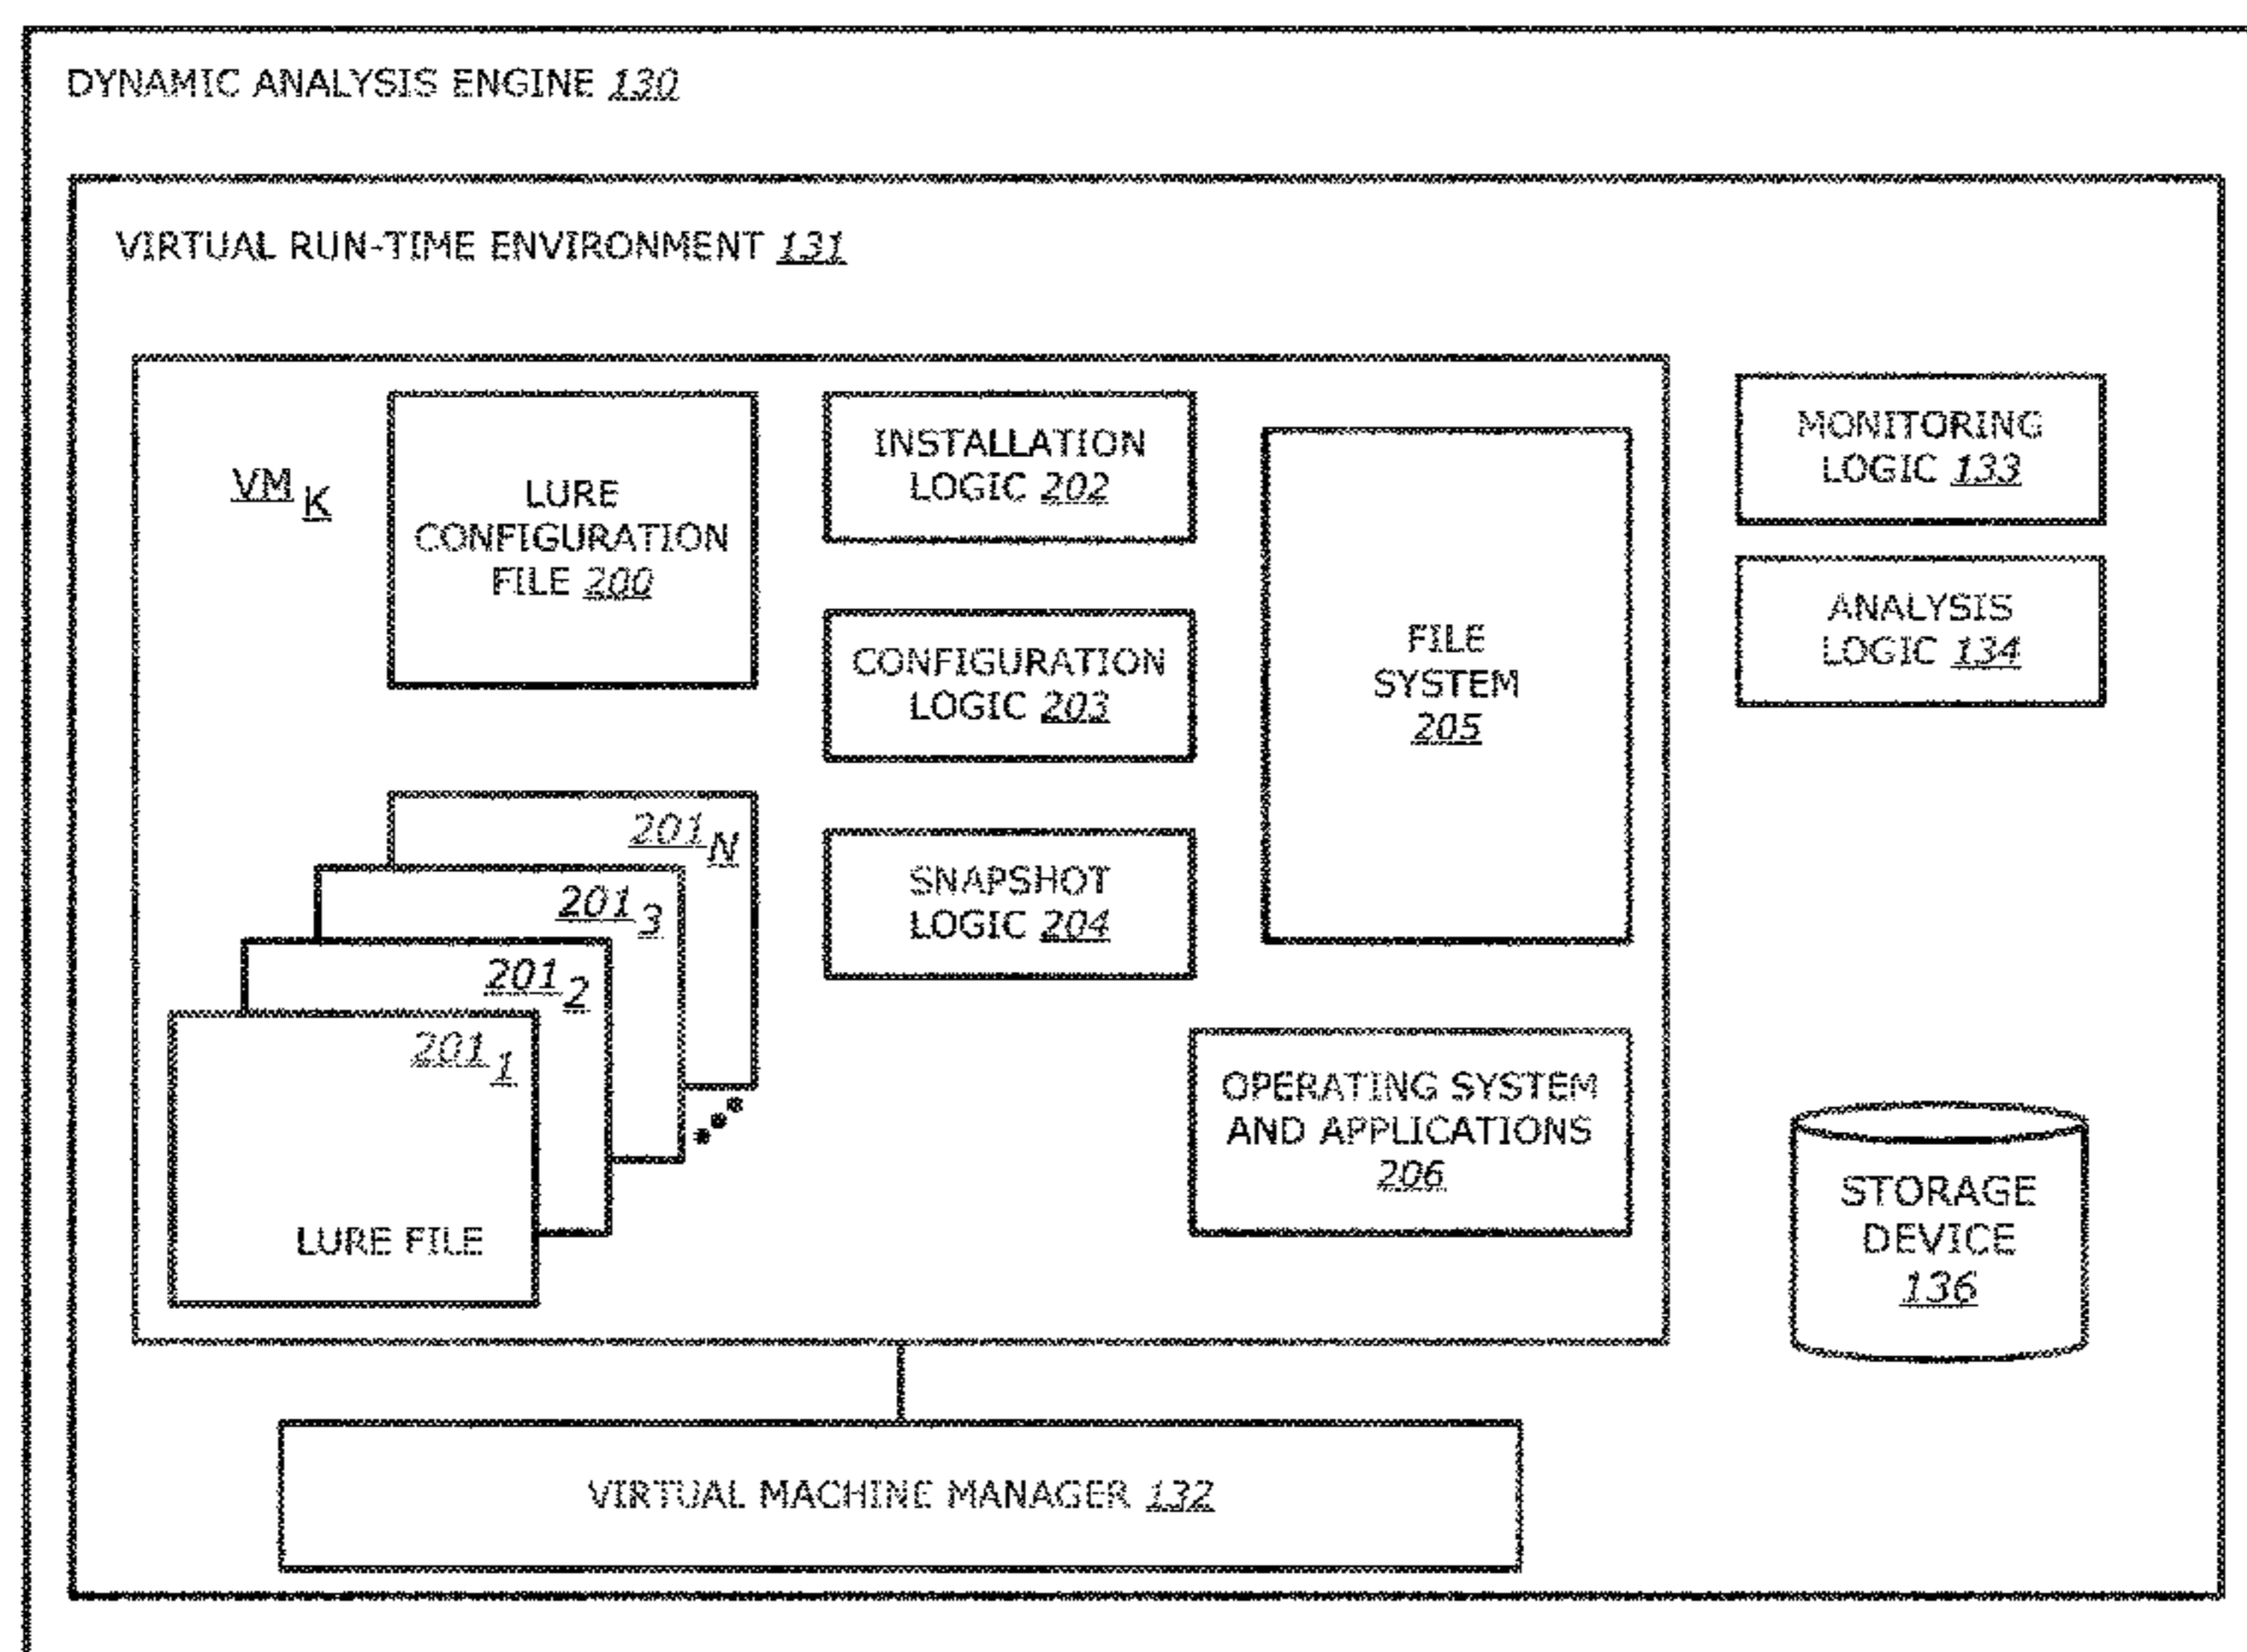 DYNAMIC ANALYSIS ENGINE 130
VIRTUAL RUN-TIME ENVIRONMENT 131
VM K
LURE
CONFIGURATION
FILE 200
INSTALLATION
LOGIC 202
CONFIGURATION
LOGIC 203
SNAPSHOT
LOGIC 204
FILE
SYSTEM
205
MONITORING
LOGIC 133
ANALYSIS
LOGIC 134
201 N
201 3
201 2
201 1
LURE FILE
OPERATING SYSTEM
AND APPLICATIONS
206
STORAGE
DEVICE
136
VIRTUAL MACHINE MANAGER 132